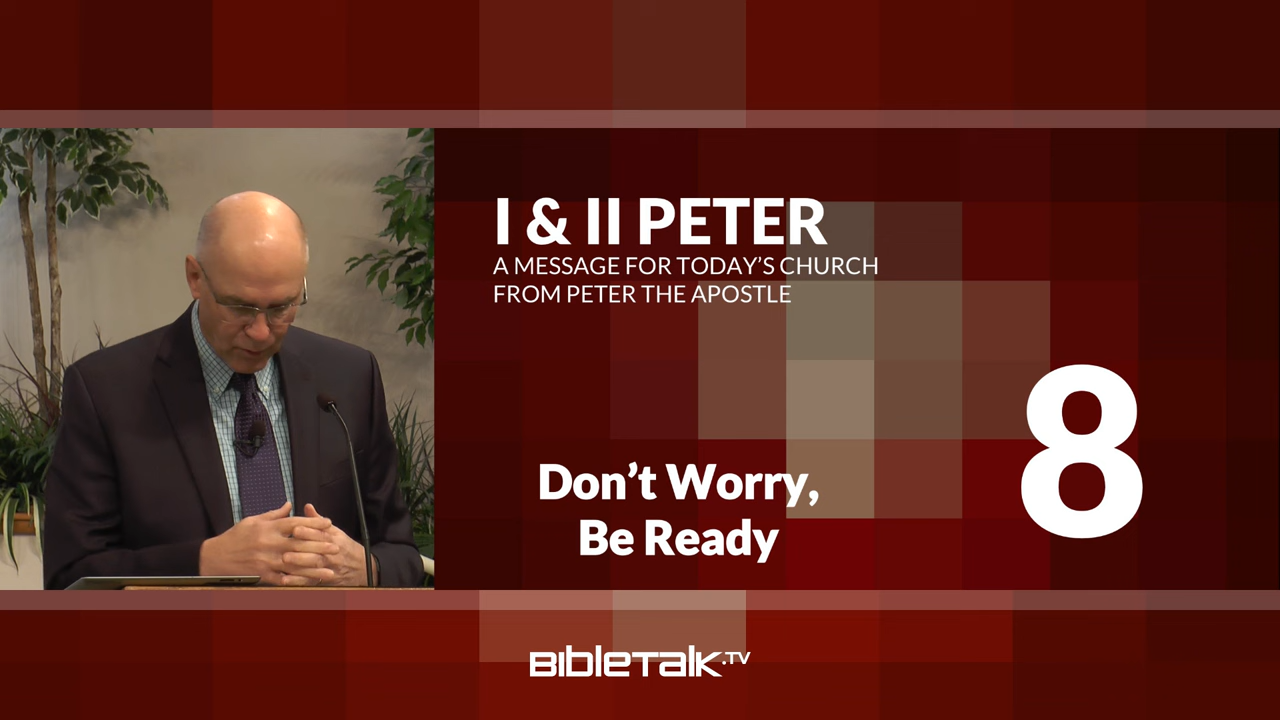 I & II PETER
A MESSAGE FOR TODAY’S CHURCH
FROM PETER THE APOSTLE
8
Don’t Worry,
Be Ready
BIBLETALK.TV